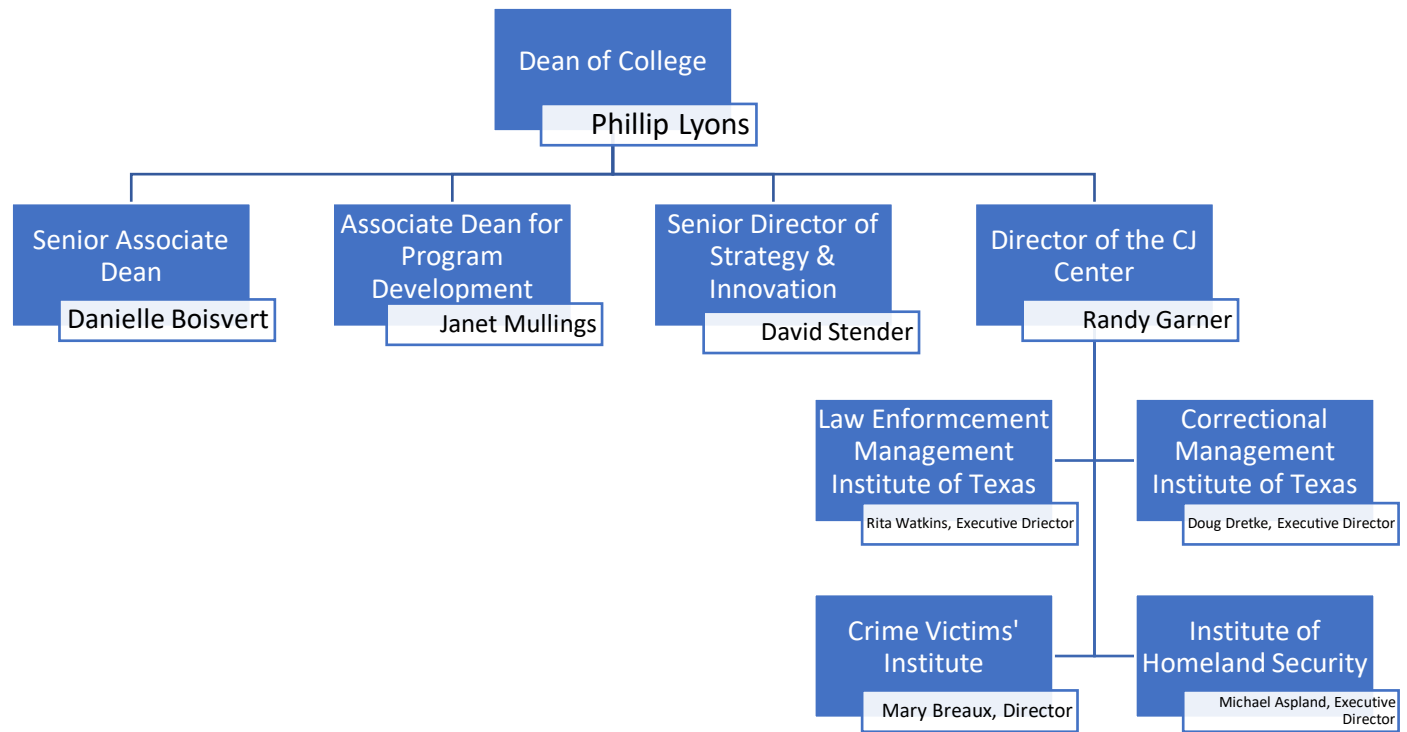 Dean of College
Phillip Lyons
Senior Associate
Dean
Danielle Boisvert
Associate Dean for
Program
Development
Janet Mullings
Senior Director of
Strategy &
Innovation
David Stender
Director of the CJ
Center
Randy Garner
Law Enformcement
Management
Institute of Texas
Rita Watkins, Executive Driector
Correctional
Management
Institute of Texas
Doug Dretke, Executive Director
Crime Victims'
Institute
Mary Breaux, Director
Institute of
Homeland Security
Michael Aspland, Executive
Director